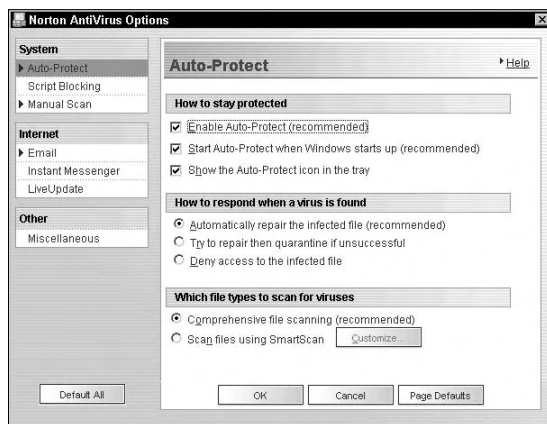 Norton AntiVirus Options
System
Auto-Protect
Script Blocking
Manual Scan
Internet
Email
Instant Messenger
LiveUpdate
Other
Miscellaneous
Default All
Auto-Protect
Help
How to stay protected
Enable Auto-Protect (recommended)
Start Auto-Protect when Windows starts up (recommended)
Show the Auto-Protect icon in the tray
How to respond when a virus is found
Automatically repair the infected file (recommended)
Try to repair then quarantine if unsuccessful
Deny access to the infected file
Which file types to scan for viruses
Comprehensive file scanning (recommended)
Scan files using SmartScan
Customize...
OK
Cancel
Page Defaults